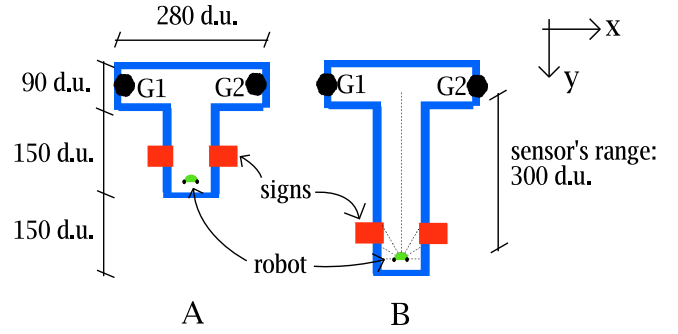 280 d.u.
x
y
90 d.u.
G1
G2
G1
G2
150 d.u.
sensor's range:
300 d.u.
signs
150 d.u.
robot
A
B